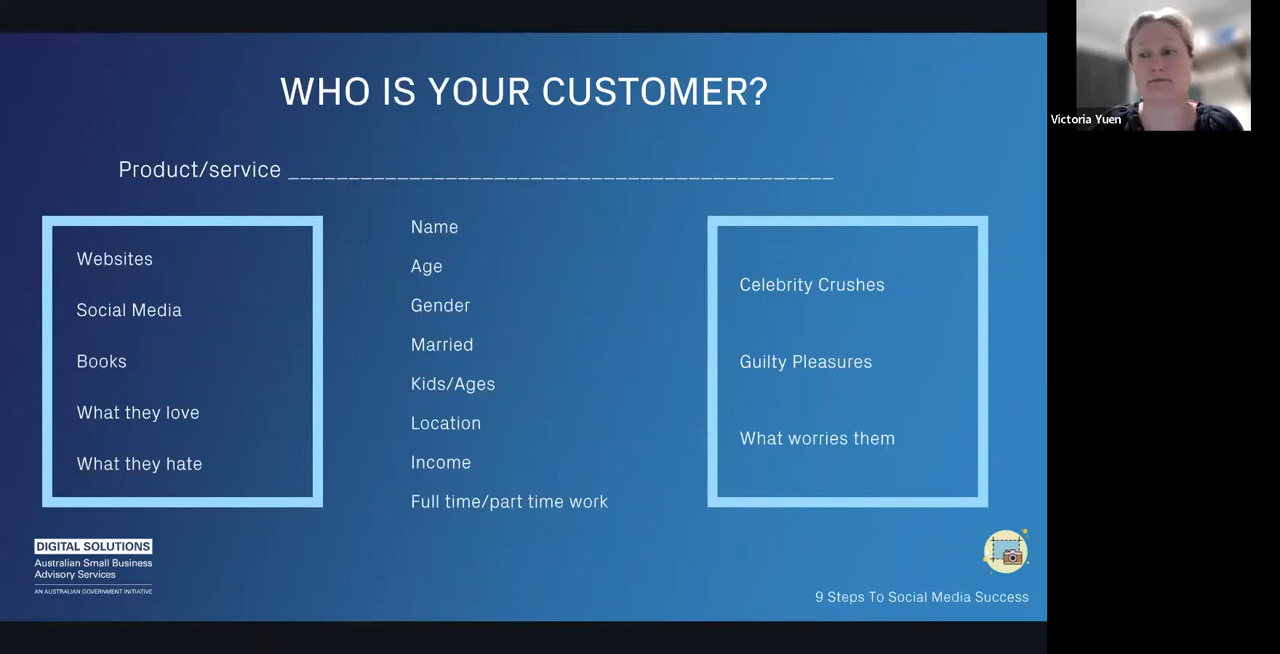 WHO IS YOUR CUSTOMER?
Victoria Yuen
Product/service ___________________________________________
Websites
Social Media
Books
What they love
What they hate
Name
Age
Gender
Married
Kids/Ages
Location
Income
Full time/part time work
Celebrity Crushes
Guilty Pleasures
What worries them
DIGITAL SOLUTIONS
Australian Small Business
Advisory Services
AN AUSTRALIAN GOVERNMENT INITIATIVE
9 Steps To Social Media Success